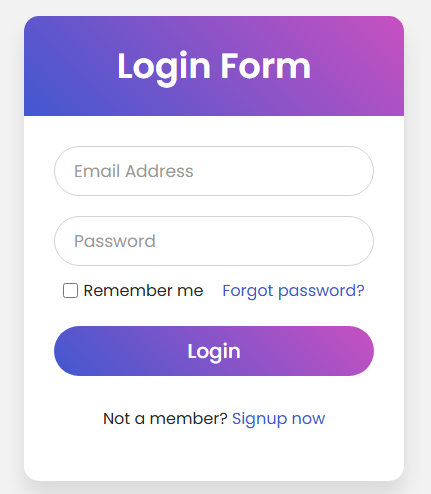 Login Form
Email Address
Password
Remember me Forgot password?
Login
Not a member? Signup now